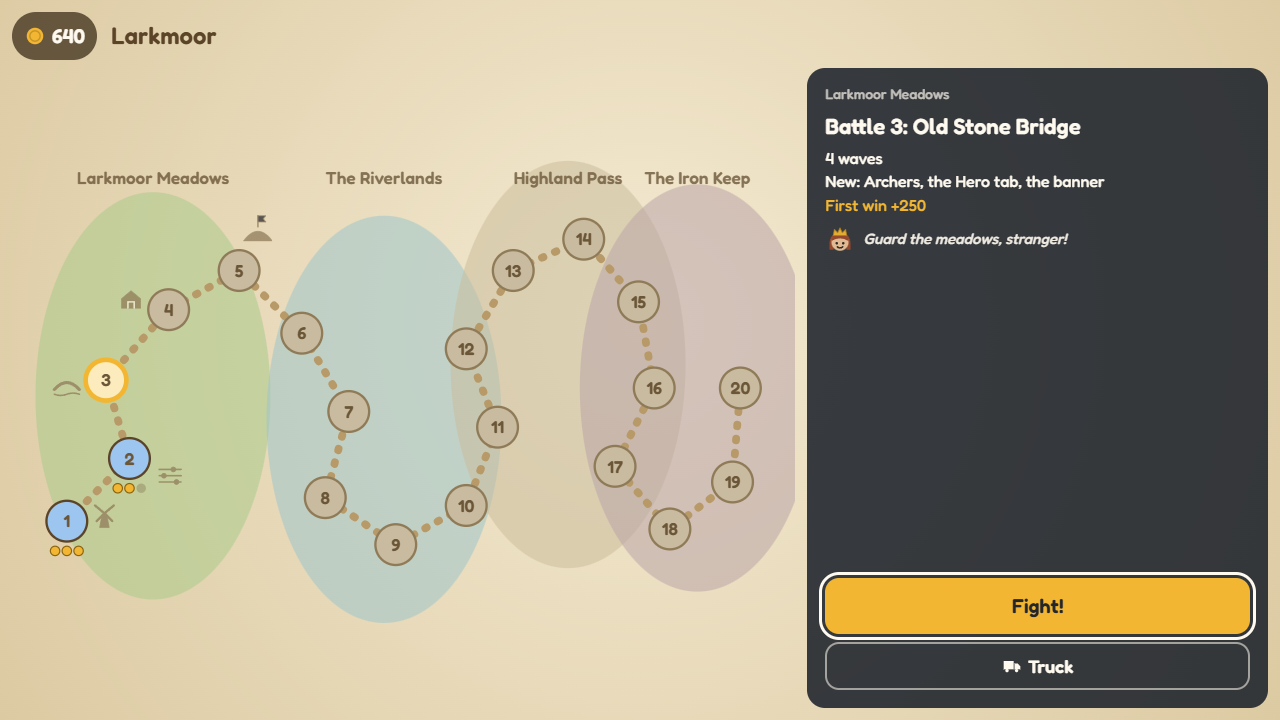 640
Larkmoor
Larkmoor Meadows
The Riverlands
Highland Pass
The Iron Keep
1
2
3
4
5
6
7
8
9
10
11
12
13
14
15
16
17
18
19
20
Larkmoor Meadows
Battle 3: Old Stone Bridge
4 waves
New: Archers, the Hero tab, the banner
First win +250
Guard the meadows, stranger!
Fight!
Truck